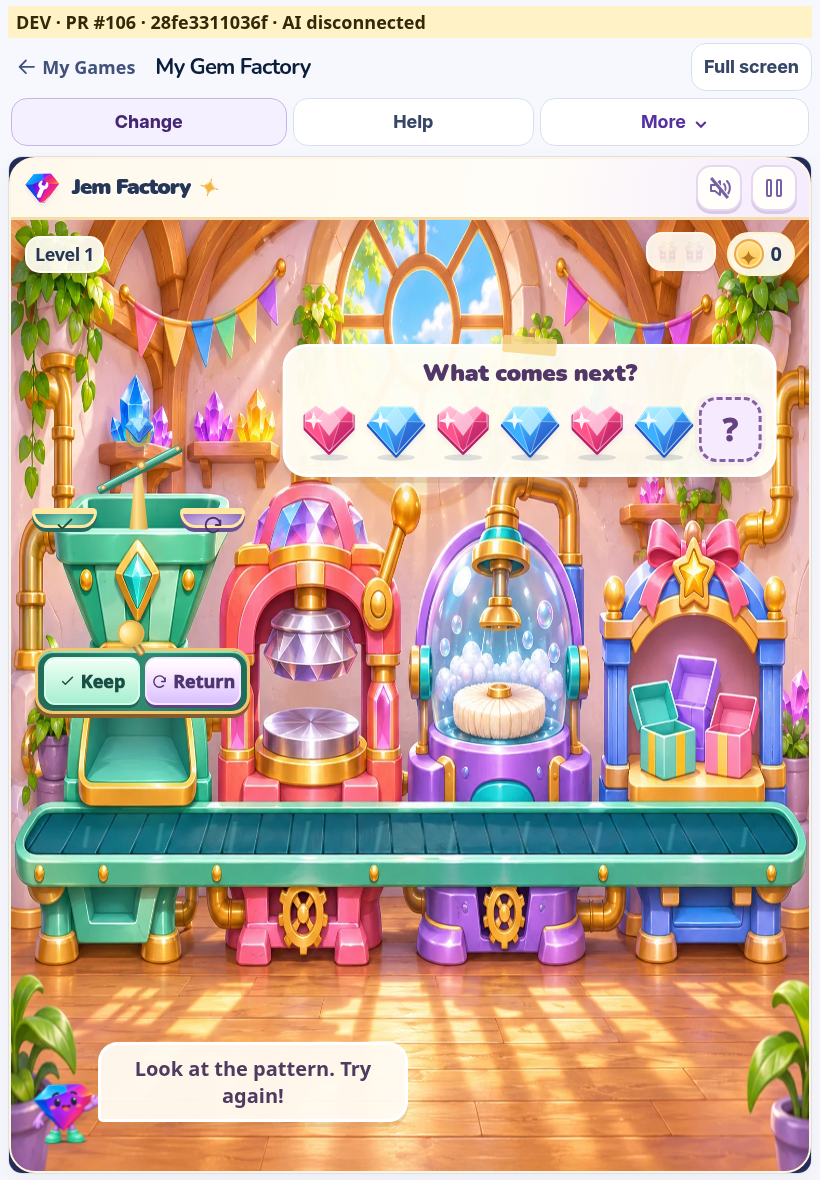 DEV · PR #106 · 28fe3311036f · AI disconnected
← My Games
My Gem Factory
Full screen
Change
Help
More
Jem Factory
Level 1
0
What comes next?
?
Keep
Return
Look at the pattern. Try
again!